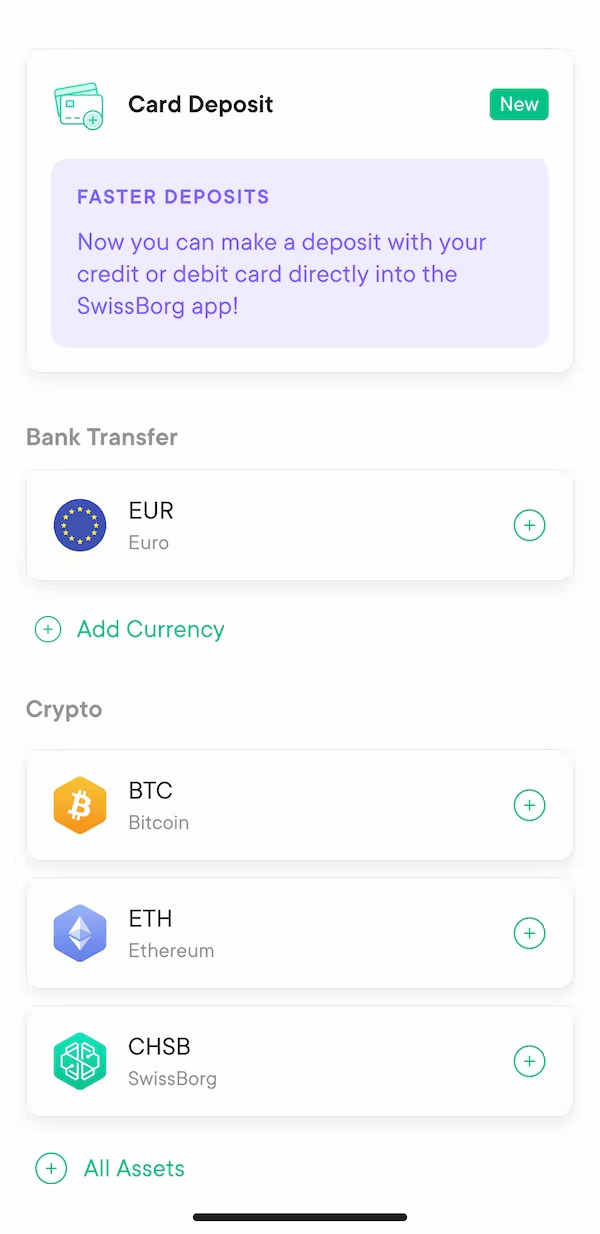 Card Deposit
New
FASTER DEPOSITS
Now you can make a deposit with your
credit or debit card directly into the
SwissBorg app!
Bank Transfer
EUR
Euro
Add Currency
Crypto
BTC
Bitcoin
ETH
Ethereum
CHSB
SwissBorg
All Assets